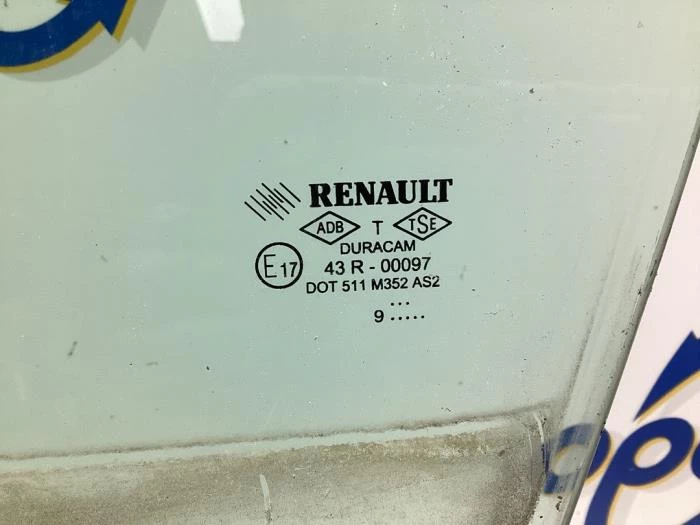 RENAULT
ADB T TSE
DURACAM
E17 43 R - 00097
DOT 511 M352 AS2
...
9 .....